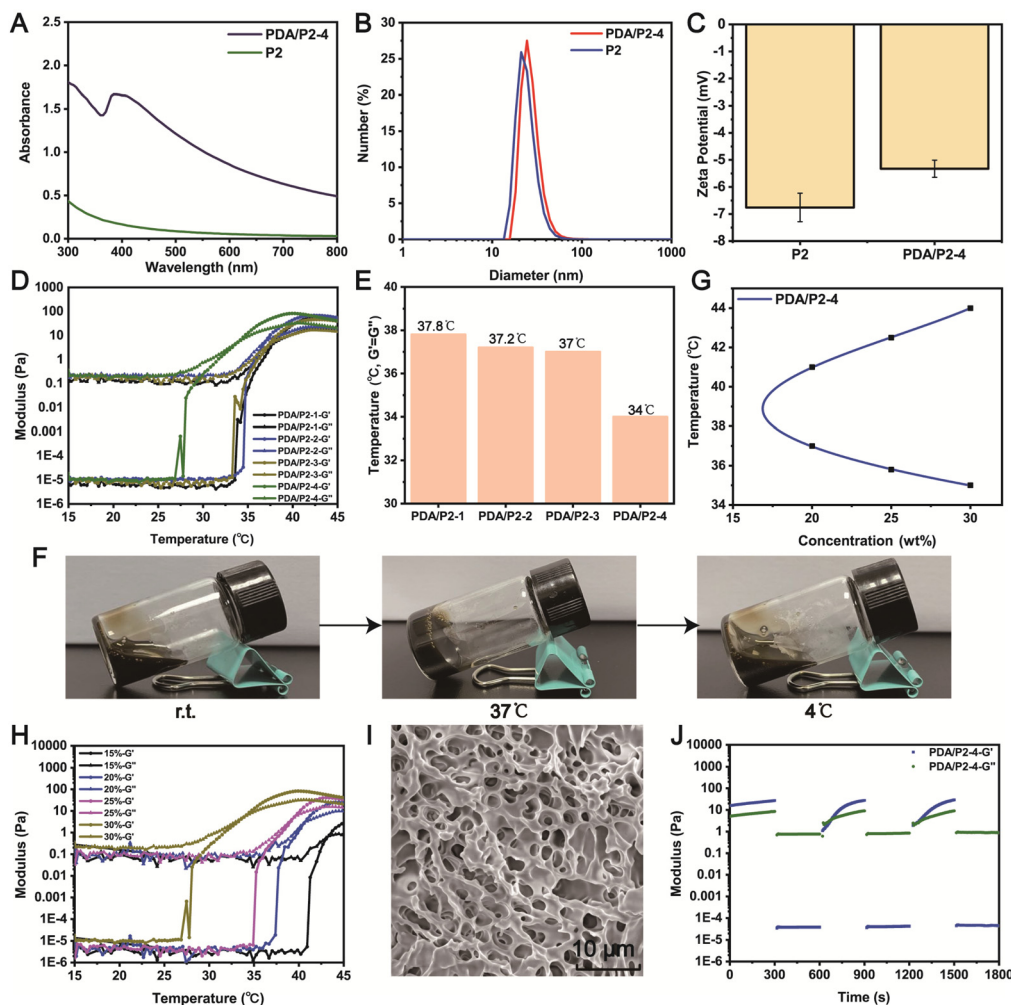 A
2.5
2.0
1.5
1.0
0.5
0.0
Absorbance
PDA/P2-4
P2
300 400 500 600 700 800
Wavelength (nm)
B
30
25
20
15
10
5
0
Number (%)
PDA/P2-4
P2
1 10 100 1000
Diameter (nm)
C
0
-1
-2
-3
-4
-5
-6
-7
-8
Zeta Potential (mV)
P2 PDA/P2-4
D
1000
100
10
1
0.1
0.01
0.001
1E-4
1E-5
1E-6
Modulus (Pa)
PDA/P2-1-G'
PDA/P2-1-G"
PDA/P2-2-G'
PDA/P2-2-G"
PDA/P2-3-G'
PDA/P2-3-G"
PDA/P2-4-G'
PDA/P2-4-G"
15 20 25 30 35 40 45
Temperature (℃)
E
40
38
36
34
32
30
Temperature (℃, G'=G")
37.8℃
37.2℃
37℃
34℃
PDA/P2-1 PDA/P2-2 PDA/P2-3 PDA/P2-4
G
44
42
40
38
36
34
Temperature (℃)
PDA/P2-4
15 20 25 30
Concentration (wt%)
F
r.t. 37℃ 4℃
H
10000
1000
100
10
1
0.1
0.01
0.001
1E-4
1E-5
1E-6
Modulus (Pa)
15%-G'
15%-G"
20%-G'
20%-G"
25%-G'
25%-G"
30%-G'
30%-G"
15 20 25 30 35 40 45
Temperature (℃)
I
10 μm
J
10000
1000
100
10
1
0.1
0.01
0.001
1E-4
1E-5
1E-6
Modulus (Pa)
PDA/P2-4-G'
PDA/P2-4-G"
0 300 600 900 1200 1500 1800
Time (s)